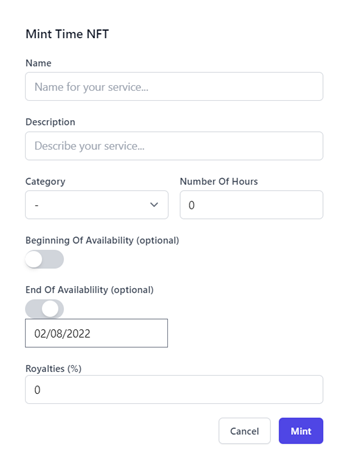 Mint Time NFT
Name
Name for your service...
Description
Describe your service...
Category Number Of Hours
- 0
Beginning Of Availability (optional)
End Of Availablility (optional)
02/08/2022
Royalties (%)
0
Cancel Mint